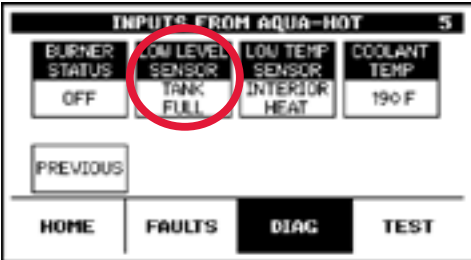 INPUTS FROM AQUA-HOT 5
BURNER STATUS
OFF
LOW LEVEL SENSOR
TANK FULL
LOW TEMP SENSOR
INTERIOR HEAT
COOLANT TEMP
190 F
PREVIOUS
HOME FAULTS DIAG TEST